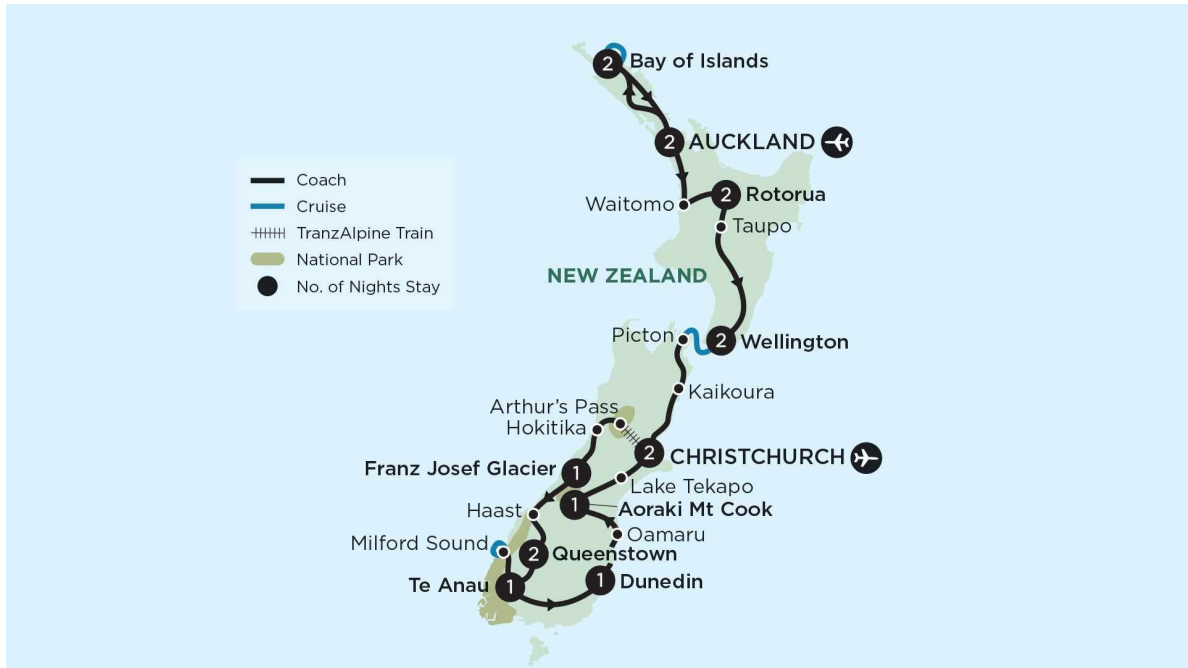 2 Bay of Islands
2 AUCKLAND
Coach
Cruise
TranzAlpine Train
National Park
No. of Nights Stay
Waitomo
2 Rotorua
Taupo
NEW ZEALAND
Picton
2 Wellington
Kaikoura
Arthur's Pass
Hokitika
2 CHRISTCHURCH
Franz Josef Glacier 1
Lake Tekapo
1 Aoraki Mt Cook
Haast
Oamaru
Milford Sound
2 Queenstown
Te Anau 1
1 Dunedin